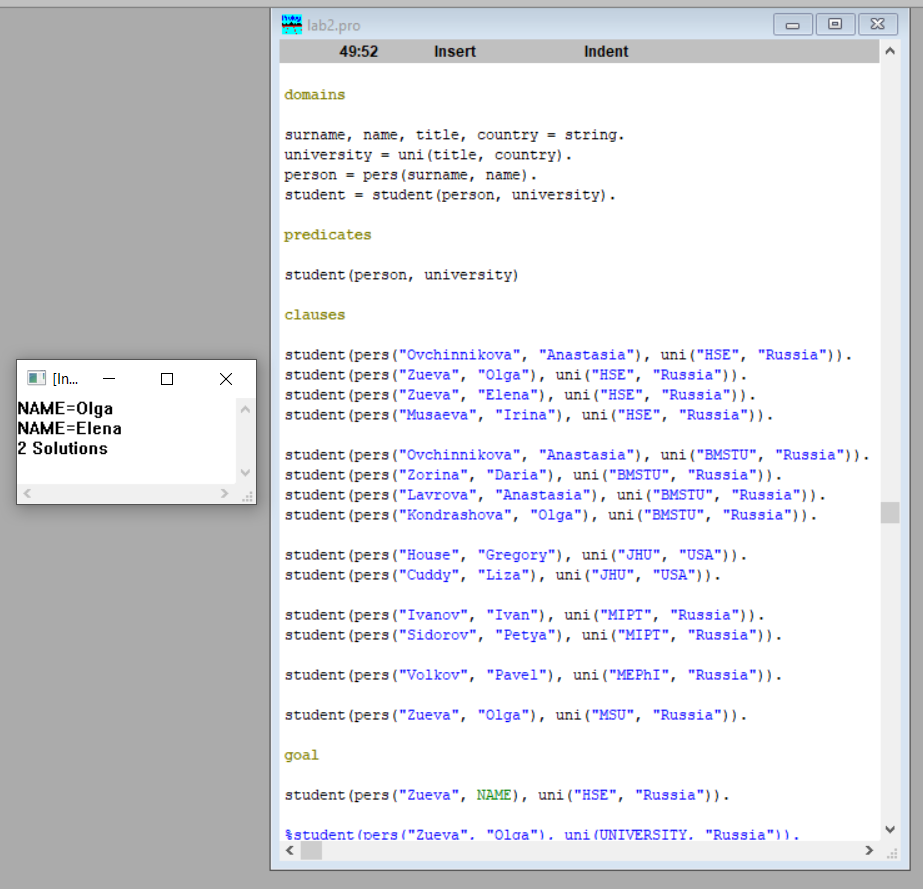 lab2.pro
49:52 Insert Indent
domains
surname, name, title, country = string.
university = uni(title, country).
person = pers(surname, name).
student = student(person, university).
predicates
student(person, university)
clauses
student(pers("Ovchinnikova", "Anastasia"), uni("HSE", "Russia")).
student(pers("Zueva", "Olga"), uni("HSE", "Russia")).
student(pers("Zueva", "Elena"), uni("HSE", "Russia")).
student(pers("Musaeva", "Irina"), uni("HSE", "Russia")).
student(pers("Ovchinnikova", "Anastasia"), uni("BMSTU", "Russia")).
student(pers("Zorina", "Daria"), uni("BMSTU", "Russia")).
student(pers("Lavrova", "Anastasia"), uni("BMSTU", "Russia")).
student(pers("Kondrashova", "Olga"), uni("BMSTU", "Russia")).
student(pers("House", "Gregory"), uni("JHU", "USA")).
student(pers("Cuddy", "Liza"), uni("JHU", "USA")).
student(pers("Ivanov", "Ivan"), uni("MIPT", "Russia")).
student(pers("Sidorov", "Petya"), uni("MIPT", "Russia")).
student(pers("Volkov", "Pavel"), uni("MEPhI", "Russia")).
student(pers("Zueva", "Olga"), uni("MSU", "Russia")).
goal
student(pers("Zueva", NAME), uni("HSE", "Russia")).
%student(pers("Zueva", "Olga"), uni(UNIVERSITY, "Russia")).
[In...
NAME=Olga
NAME=Elena
2 Solutions